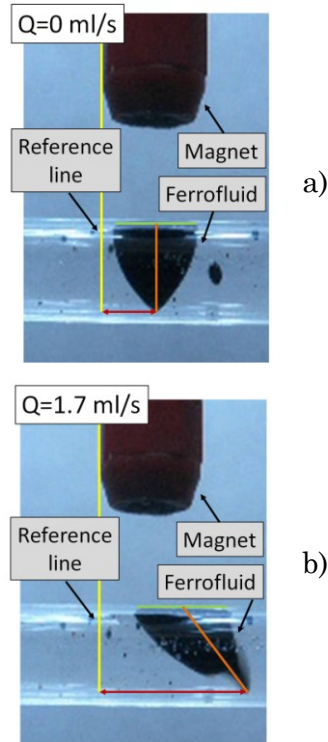 Q=0 ml/s
Reference
line
Magnet
Ferrofluid
a)
Q=1.7 ml/s
Reference
line
Magnet
Ferrofluid
b)